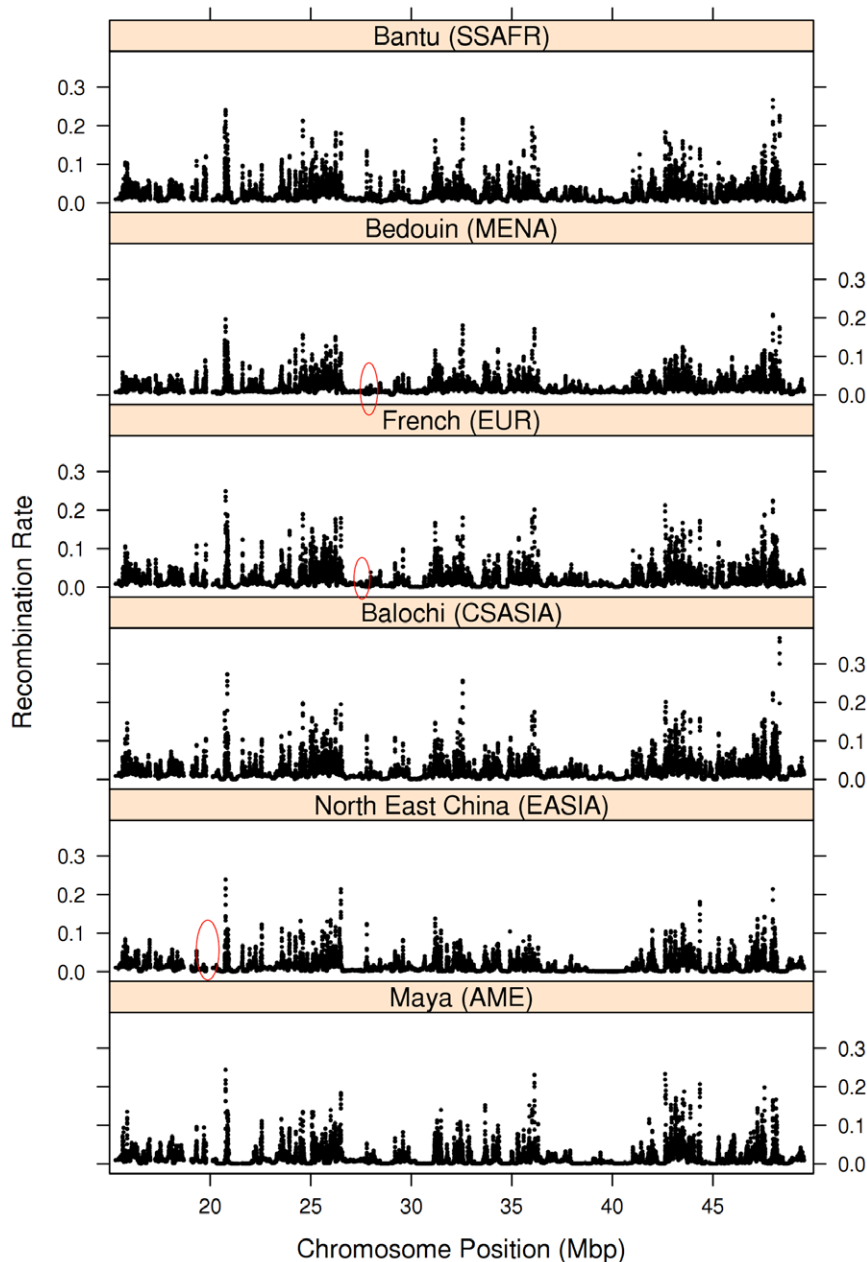 Bantu (SSAFR)
0.3
0.2
0.1
0.0
Bedouin (MENA)
0.3
0.2
0.1
0.0
French (EUR)
0.3
0.2
0.1
0.0
Balochi (CSASIA)
0.3
0.2
0.1
0.0
North East China (EASIA)
0.3
0.2
0.1
0.0
Maya (AME)
0.3
0.2
0.1
0.0
20 25 30 35 40 45
Chromosome Position (Mbp)
Recombination Rate